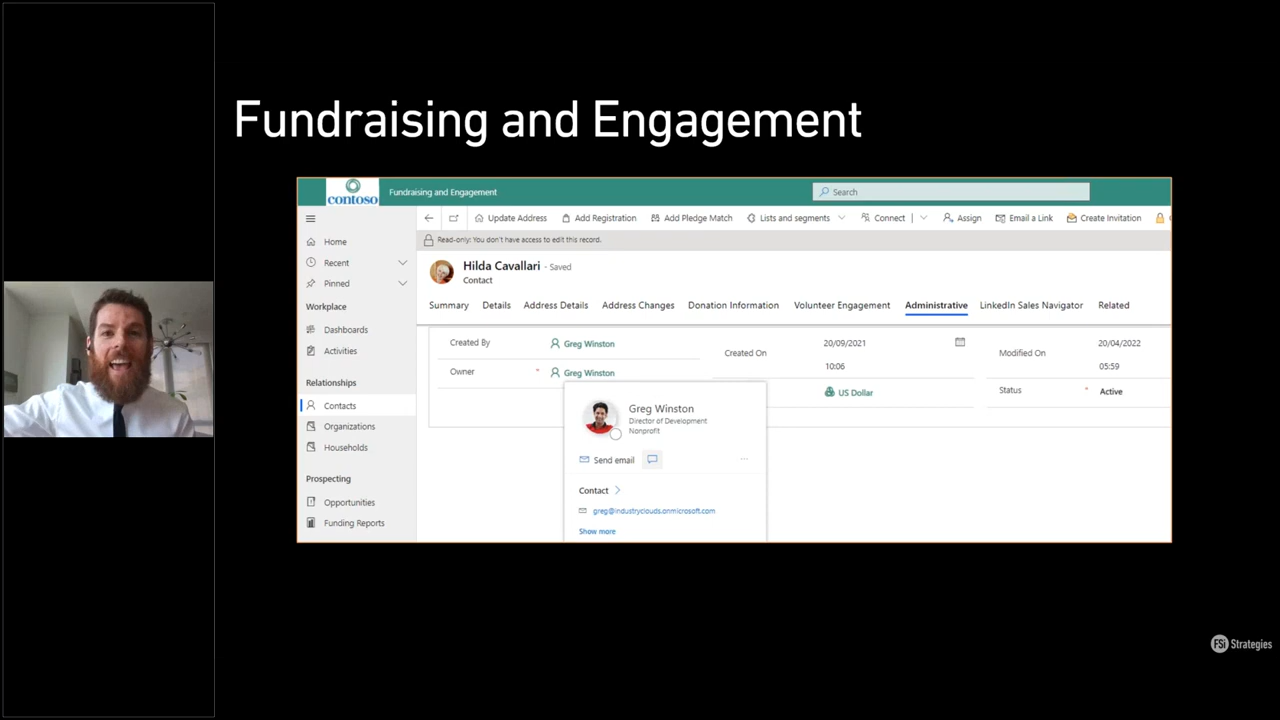 Fundraising and Engagement
contoso
Fundraising and Engagement
Search
Update Address
Add Registration
Add Pledge Match
Lists and segments
Connect
Assign
Email a Link
Create Invitation
Read-only: You don't have access to edit this record.
Home
Recent
Pinned
Workplace
Dashboards
Activities
Relationships
Contacts
Organizations
Households
Prospecting
Opportunities
Funding Reports
Hilda Cavallari - Saved
Contact
Summary
Details
Address Details
Address Changes
Donation Information
Volunteer Engagement
Administrative
LinkedIn Sales Navigator
Related
Created By
* Greg Winston
Owner
Greg Winston
Created On
20/09/2021
10:06
US Dollar
Modified On
20/04/2022
05:59
Status
* Active
Greg Winston
Director of Development
Nonprofit
Send email
...
Contact
greg@industryclouds.onmicrosoft.com
Show more
FSi Strategies